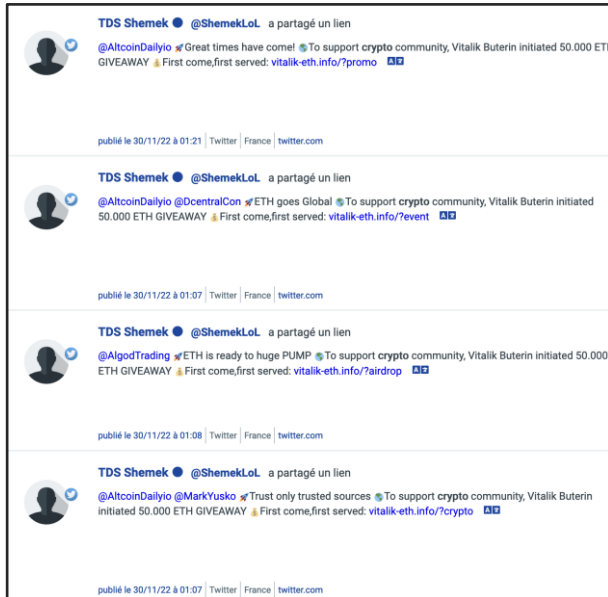 TDS Shemek @ShemekLoL a partagé un lien
@AltcoinDailyio 🚀Great times have come! 🌎To support crypto community, Vitalik Buterin initiated 50.000 ETH
GIVEAWAY 💰First come,first served: vitalik-eth.info/?promo
publié le 30/11/22 à 01:21 | Twitter | France | twitter.com
TDS Shemek @ShemekLoL a partagé un lien
@AltcoinDailyio @DcentralCon 🚀ETH goes Global 🌎To support crypto community, Vitalik Buterin initiated
50.000 ETH GIVEAWAY 💰First come,first served: vitalik-eth.info/?event
publié le 30/11/22 à 01:07 | Twitter | France | twitter.com
TDS Shemek @ShemekLoL a partagé un lien
@AlgodTrading 🚀ETH is ready to huge PUMP 🌎To support crypto community, Vitalik Buterin initiated 50.000
ETH GIVEAWAY 💰First come,first served: vitalik-eth.info/?airdrop
publié le 30/11/22 à 01:08 | Twitter | France | twitter.com
TDS Shemek @ShemekLoL a partagé un lien
@AltcoinDailyio @MarkYusko 🚀Trust only trusted sources 🌎To support crypto community, Vitalik Buterin
initiated 50.000 ETH GIVEAWAY 💰First come,first served: vitalik-eth.info/?crypto
publié le 30/11/22 à 01:07 | Twitter | France | twitter.com